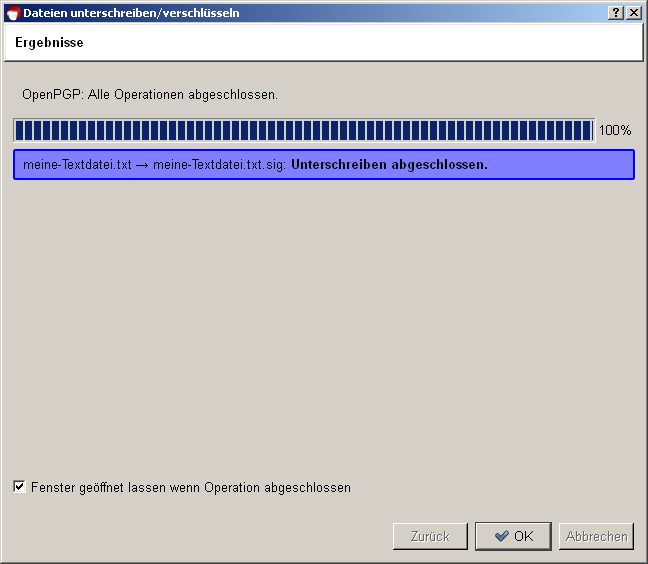 Dateien unterschreiben/verschlüsseln
Ergebnisse
OpenPGP: Alle Operationen abgeschlossen.
100%
meine-Textdatei.txt → meine-Textdatei.txt.sig: Unterschreiben abgeschlossen.
Fenster geöffnet lassen wenn Operation abgeschlossen
Zurück OK Abbrechen